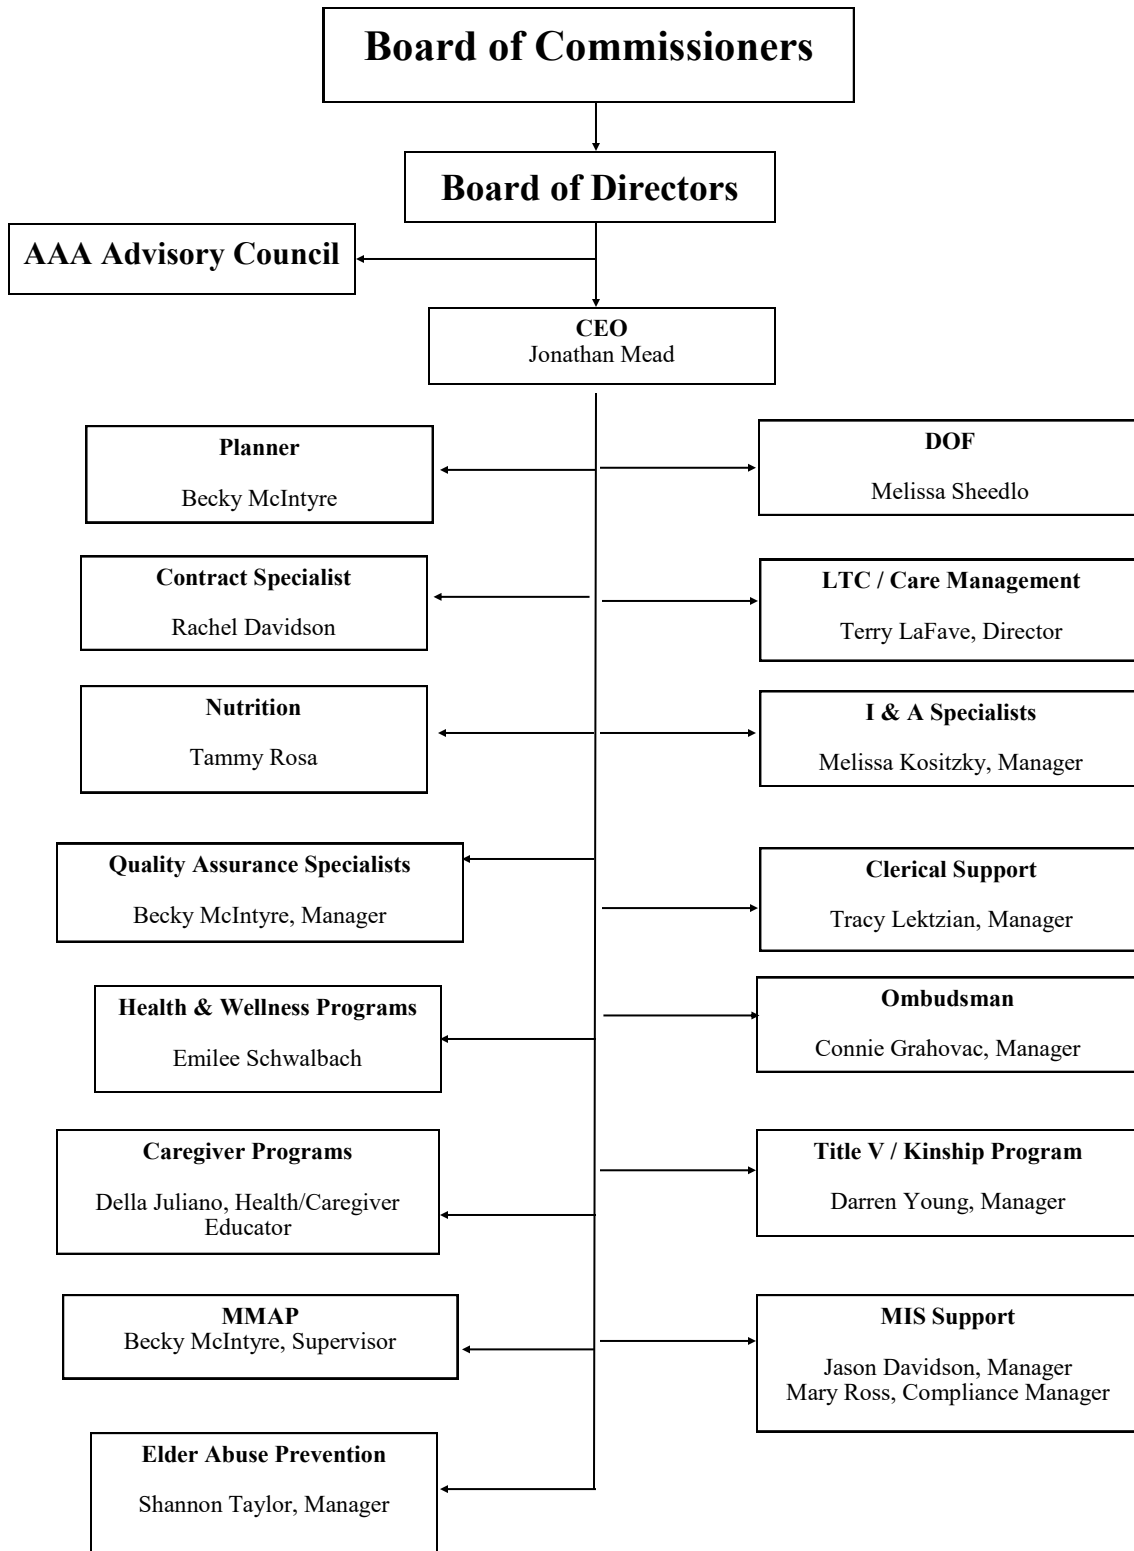 Board of Commissioners
Board of Directors
AAA Advisory Council
CEO
Jonathan Mead
Planner
Becky McIntyre
DOF
Melissa Sheedlo
Contract Specialist
Rachel Davidson
LTC / Care Management
Terry LaFave, Director
Nutrition
Tammy Rosa
I & A Specialists
Melissa Kositzky, Manager
Quality Assurance Specialists
Becky McIntyre, Manager
Clerical Support
Tracy Lektzian, Manager
Health & Wellness Programs
Emilee Schwalbach
Ombudsman
Connie Grahovac, Manager
Caregiver Programs
Della Juliano, Health/Caregiver
Educator
Title V / Kinship Program
Darren Young, Manager
MMAP
Becky McIntyre, Supervisor
MIS Support
Jason Davidson, Manager
Mary Ross, Compliance Manager
Elder Abuse Prevention
Shannon Taylor, Manager